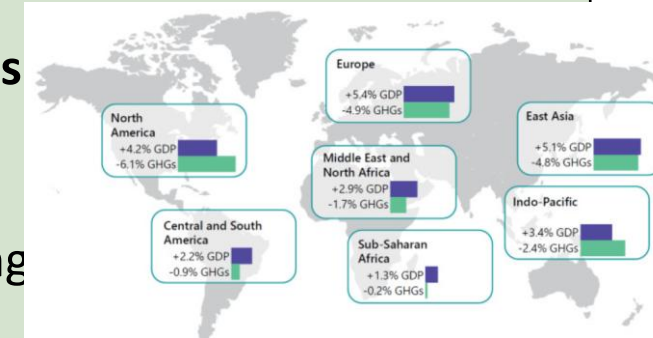 s
ng
Europe
+5.4% GDP
-4.9% GHGs
North
America
+4.2% GDP
-6.1% GHGs
East Asia
+5.1% GDP
-4.8% GHGs
Middle East and
North Africa
+2.9% GDP
-1.7% GHGs
Indo-Pacific
+3.4% GDP
-2.4% GHGs
Central and South
America
+2.2% GDP
-0.9% GHGs
Sub-Saharan
Africa
+1.3% GDP
-0.2% GHGs